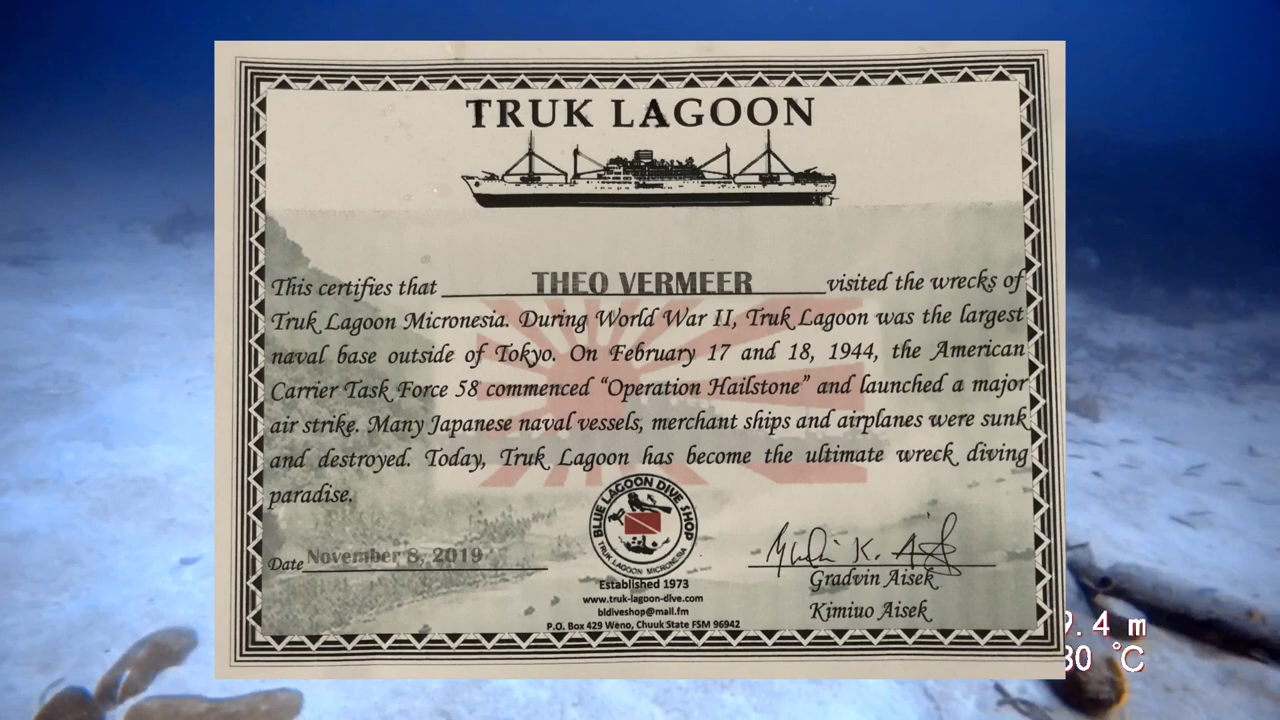 TRUK LAGOON
This certifies that THEO VERMEER visited the wrecks of
Truk Lagoon Micronesia. During World War II, Truk Lagoon was the largest
naval base outside of Tokyo. On February 17 and 18, 1944, the American
Carrier Task Force 58 commenced “Operation Hailstone” and launched a major
air strike. Many Japanese naval vessels, merchant ships and airplanes were sunk
and destroyed. Today, Truk Lagoon has become the ultimate wreck diving
paradise.
BLUE LAGOON DIVE SHOP
TRUK LAGOON MICRONESIA
Date November 8, 2019
Established 1973
www.truk-lagoon-dive.com
bldiveshop@mail.fm
P.O. Box 429 Weno, Chuuk State FSM 96942
Gradvin Aisek
Kimiuo Aisek
9.4 m
30 °C